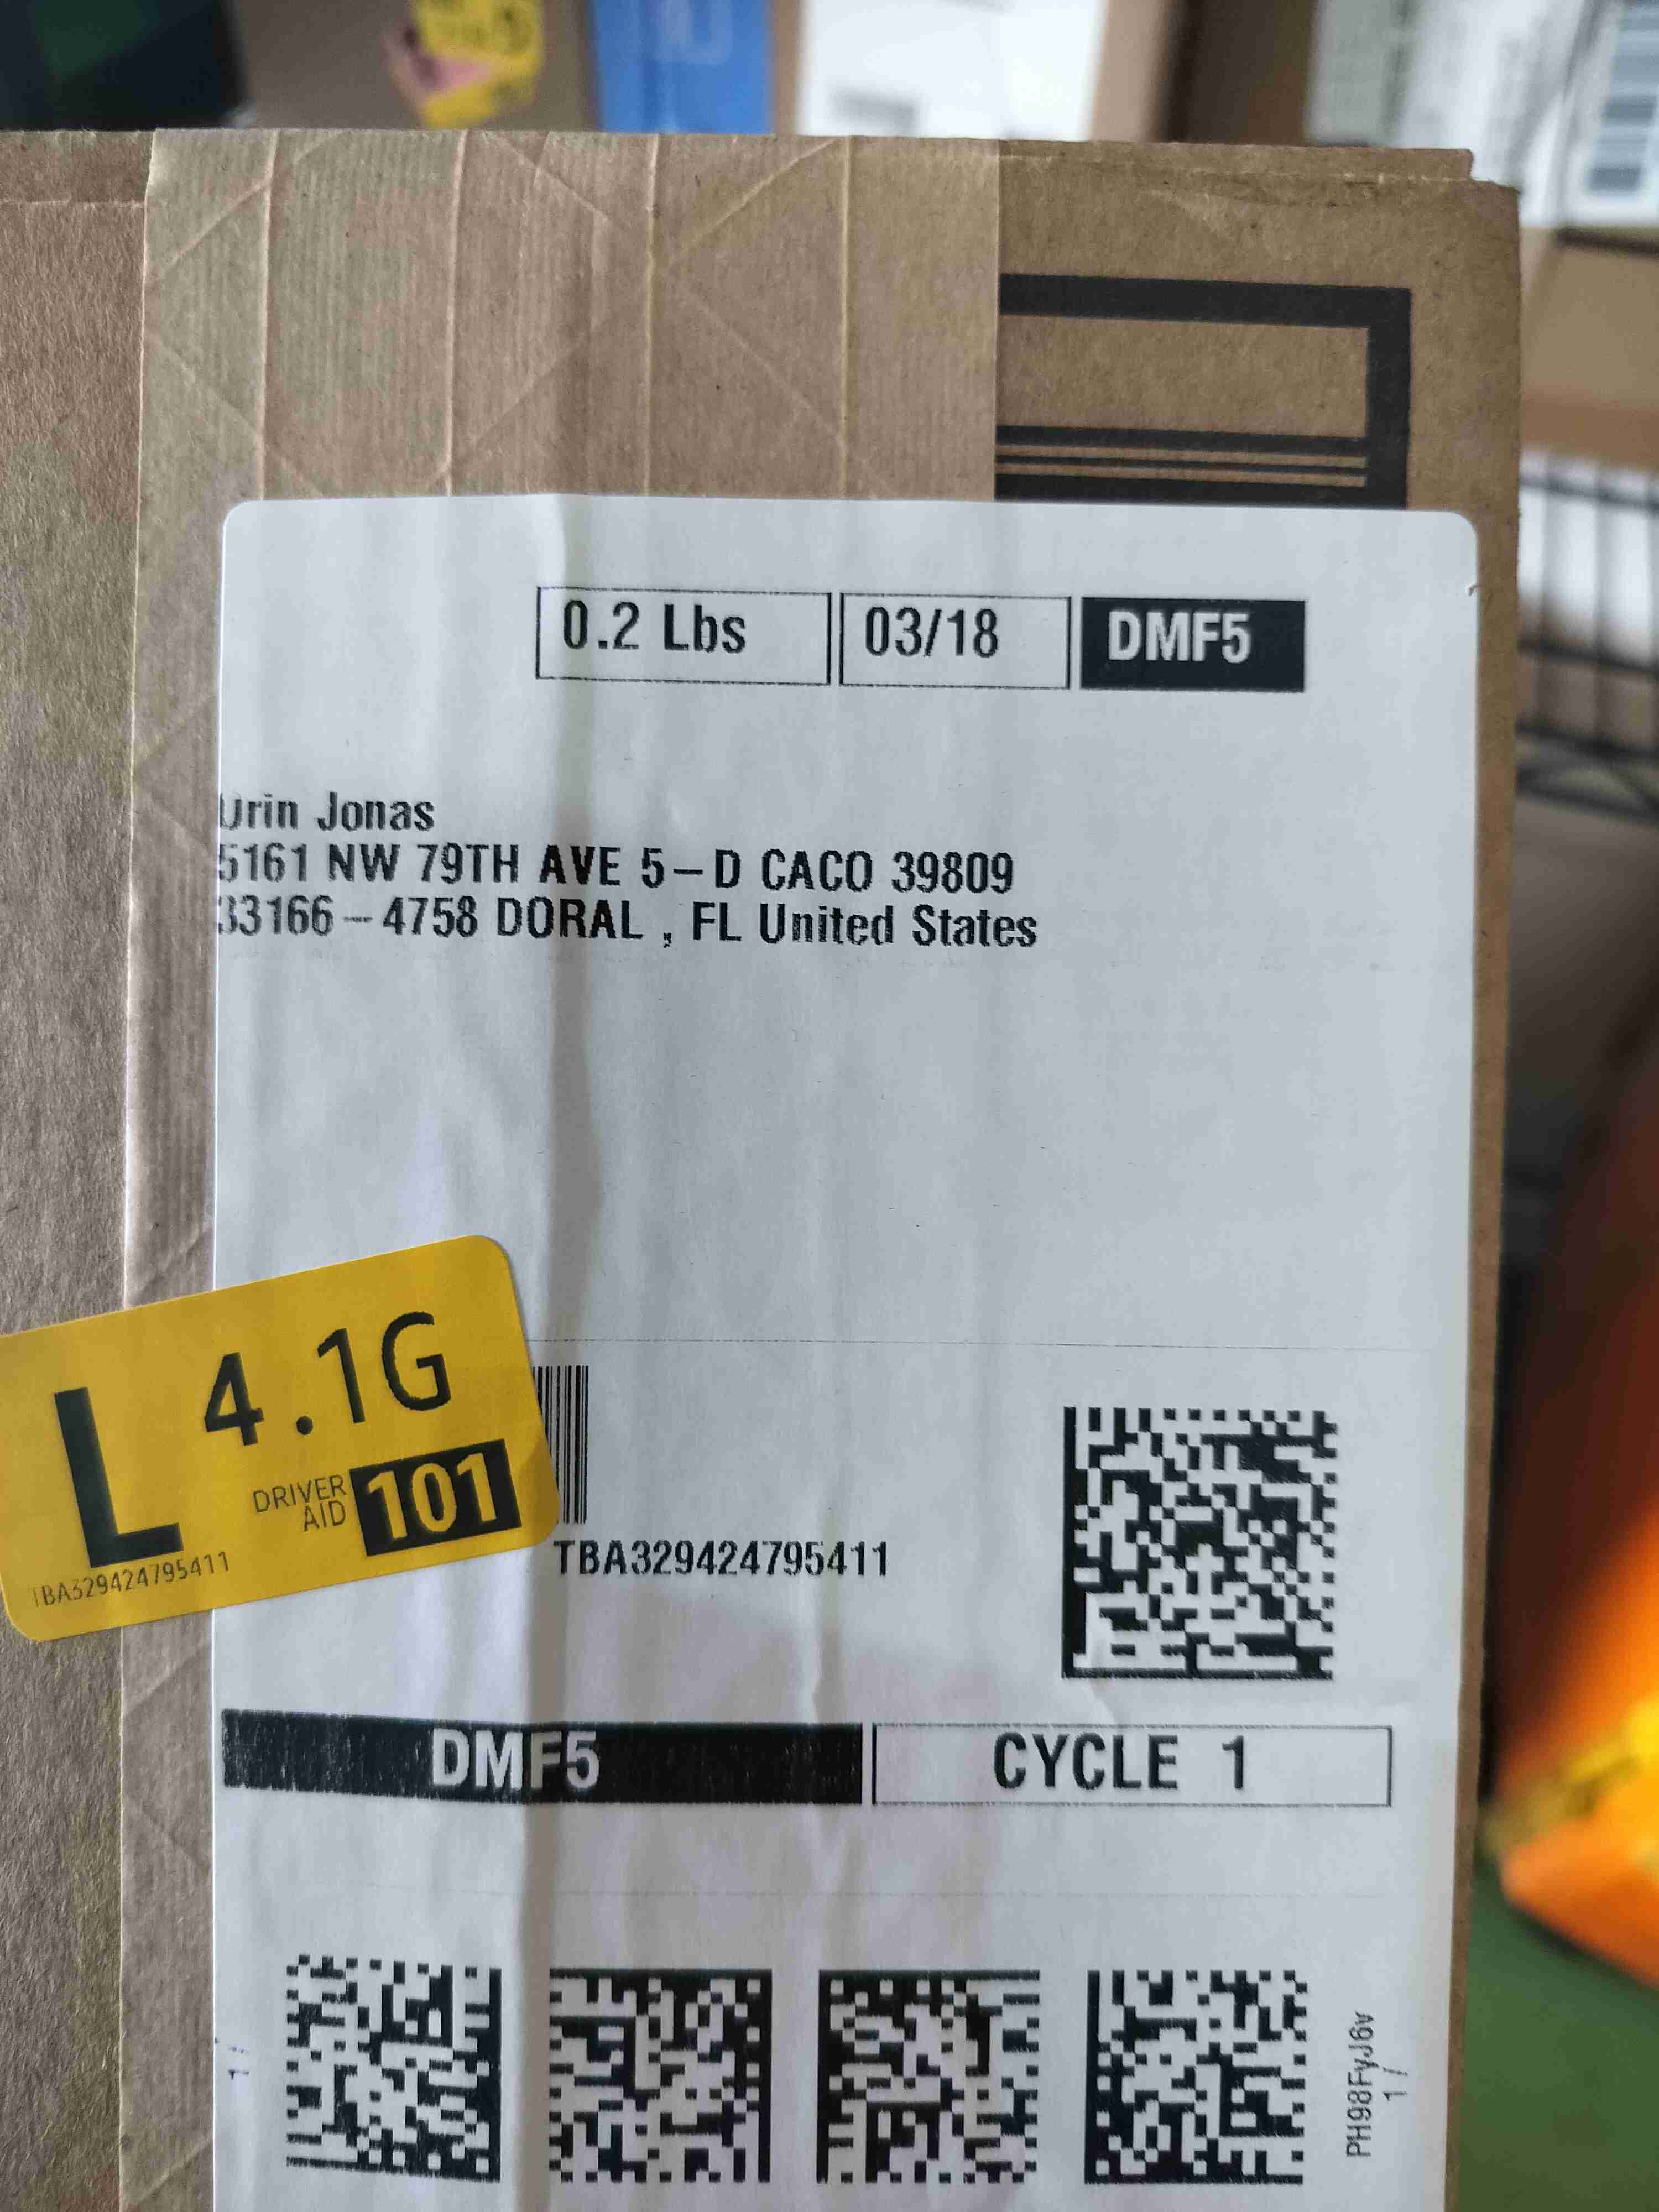 0.2 Lbs 03/18 DMF5
Urin Jonas
5161 NW 79TH AVE 5-D CACO 39809
33166-4758 DORAL , FL United States
L 4.1G
DRIVER AID 101
TBA329424795411
TBA329424795411
DMF5 CYCLE 1
PH98FyJ6v
1/